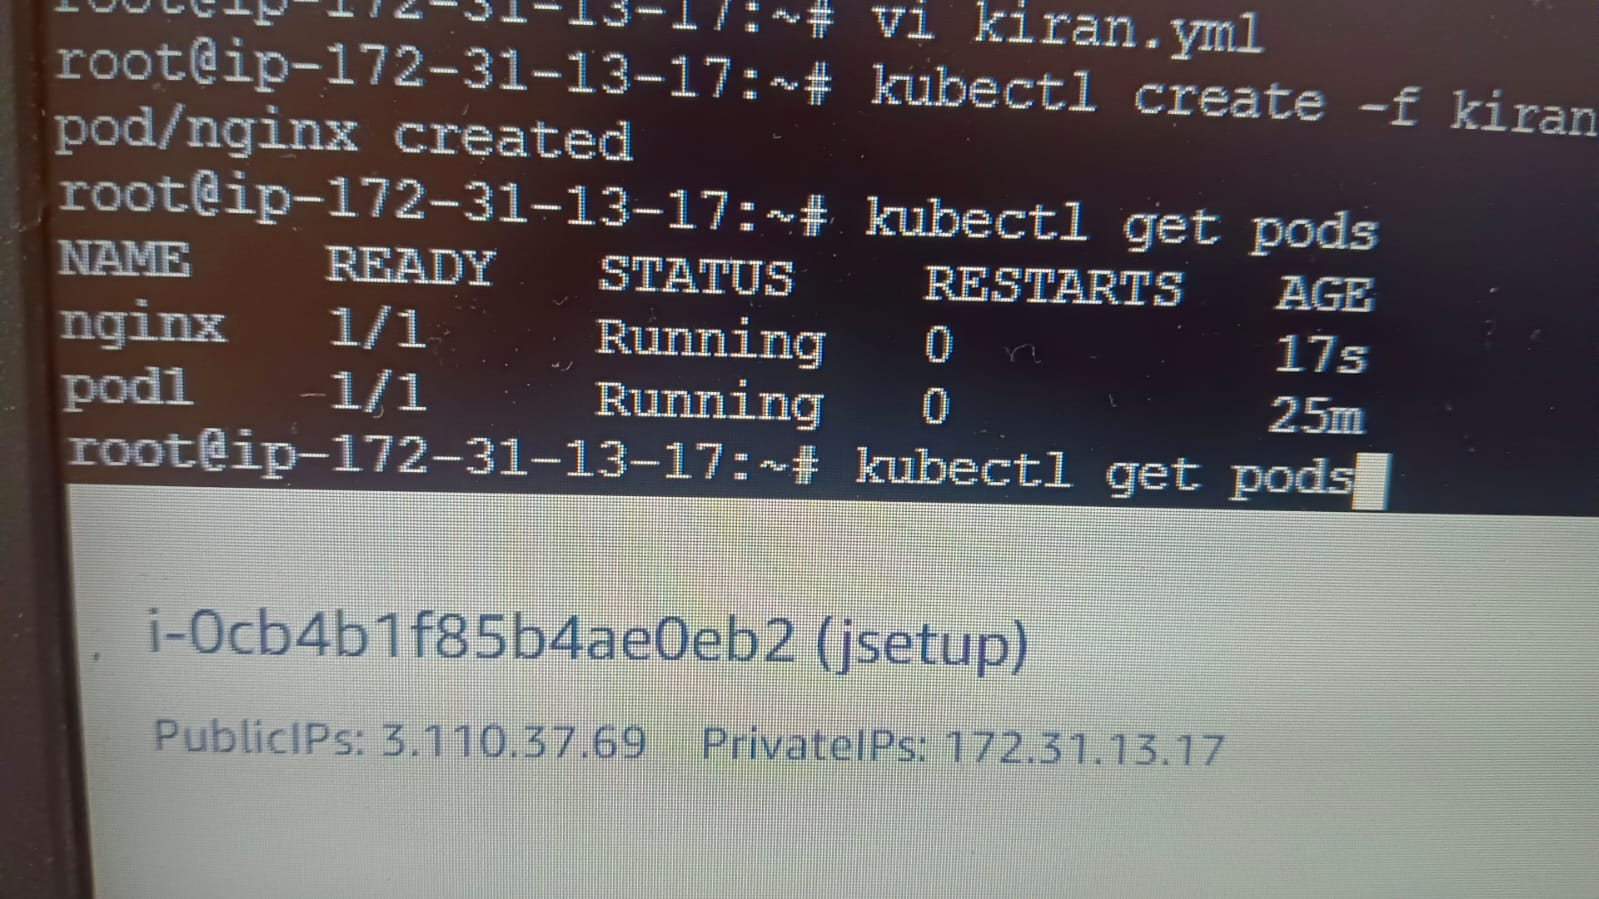 root@ip-172-31-13-17:~# vi kiran.yml
root@ip-172-31-13-17:~# kubectl create -f kiran
pod/nginx created
root@ip-172-31-13-17:~# kubectl get pods
NAME READY STATUS RESTARTS AGE
nginx 1/1 Running 0 17s
pod1 1/1 Running 0 25m
root@ip-172-31-13-17:~# kubectl get pods
i-0cb4b1f85b4ae0eb2 (jsetup)
PublicIPs: 3.110.37.69 PrivateIPs: 172.31.13.17